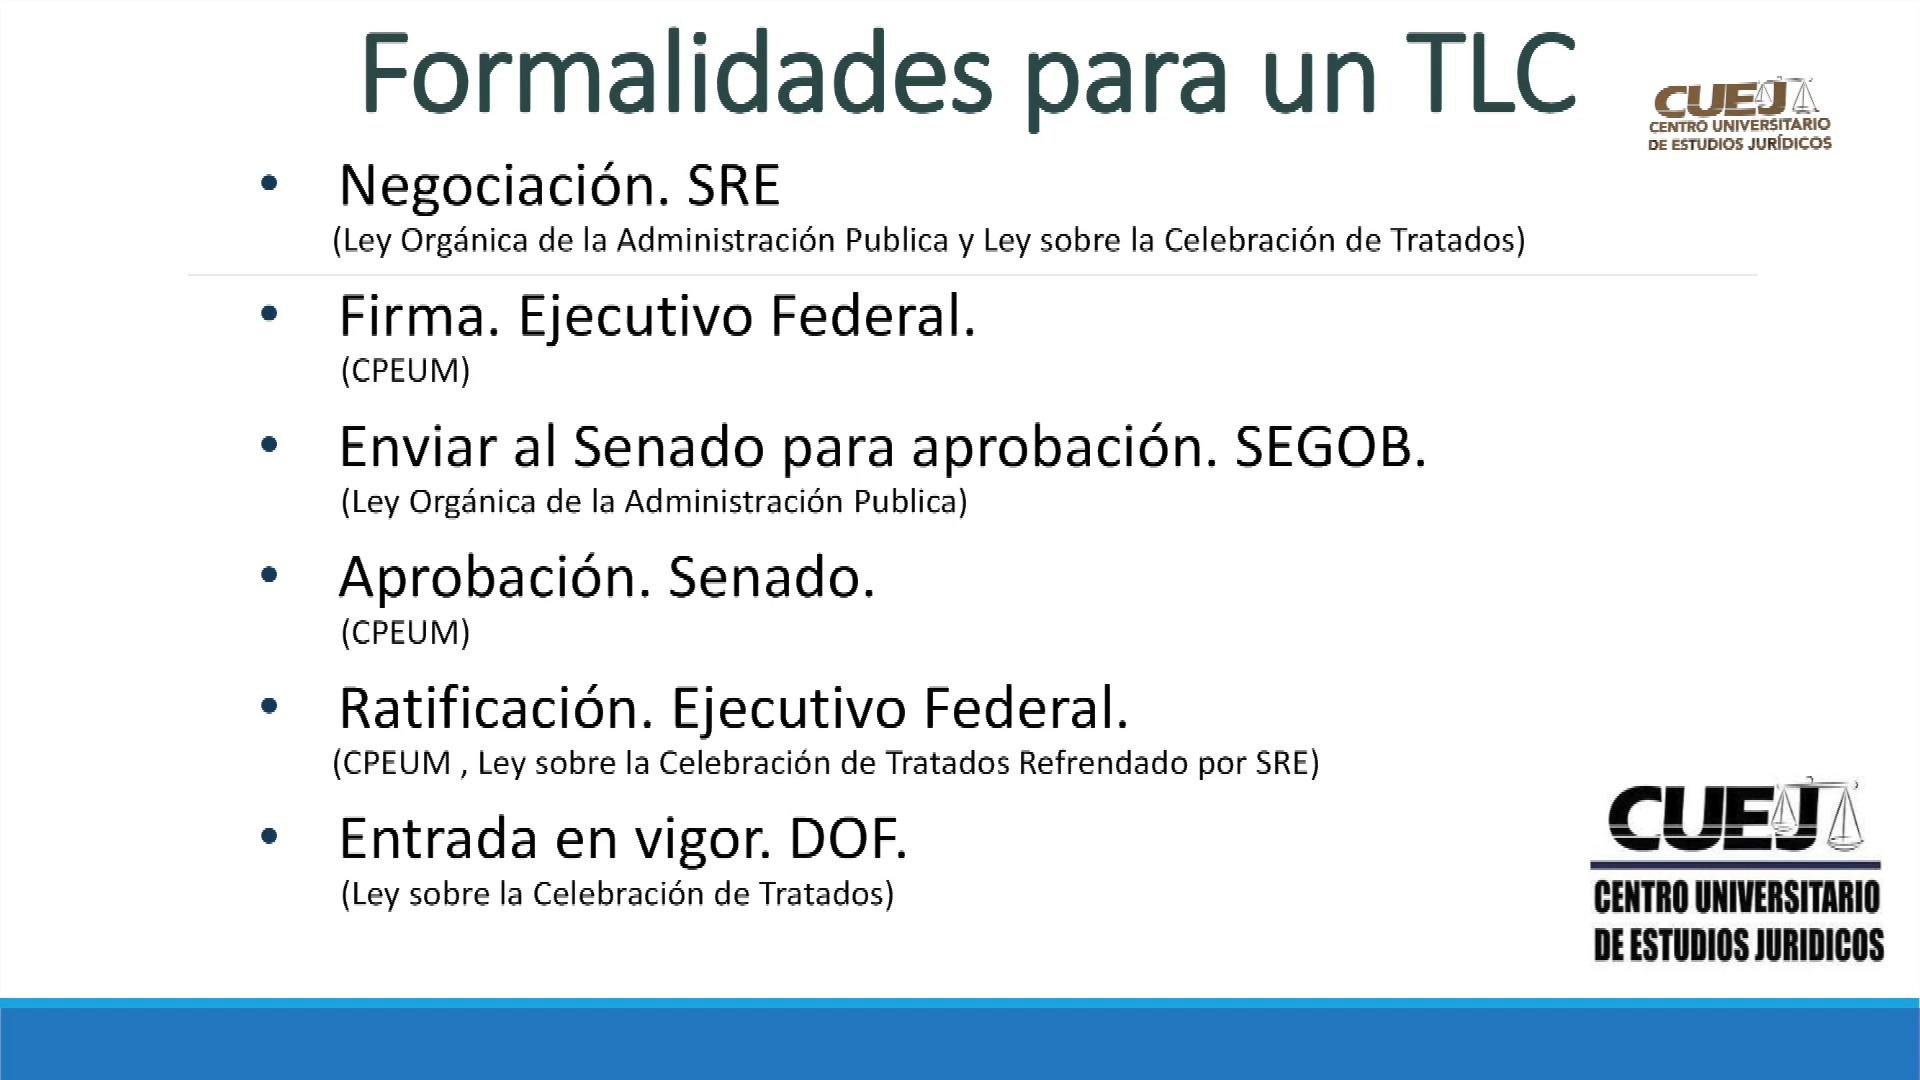 Formalidades para un TLC
CUEJ
CENTRO UNIVERSITARIO
DE ESTUDIOS JURÍDICOS
• Negociación. SRE
(Ley Orgánica de la Administración Publica y Ley sobre la Celebración de Tratados)
• Firma. Ejecutivo Federal.
(CPEUM)
• Enviar al Senado para aprobación. SEGOB.
(Ley Orgánica de la Administración Publica)
• Aprobación. Senado.
(CPEUM)
• Ratificación. Ejecutivo Federal.
(CPEUM , Ley sobre la Celebración de Tratados Refrendado por SRE)
• Entrada en vigor. DOF.
(Ley sobre la Celebración de Tratados)
CUEJ
CENTRO UNIVERSITARIO
DE ESTUDIOS JURIDICOS